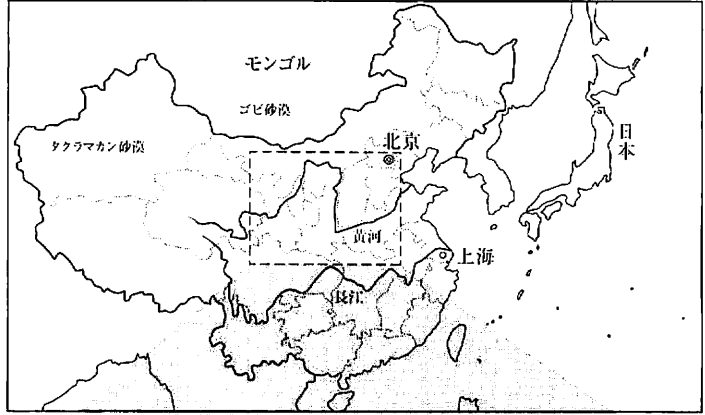 モンゴル
ゴビ砂漠
タクラマカン砂漠
北京
日本
黄河
上海
長江